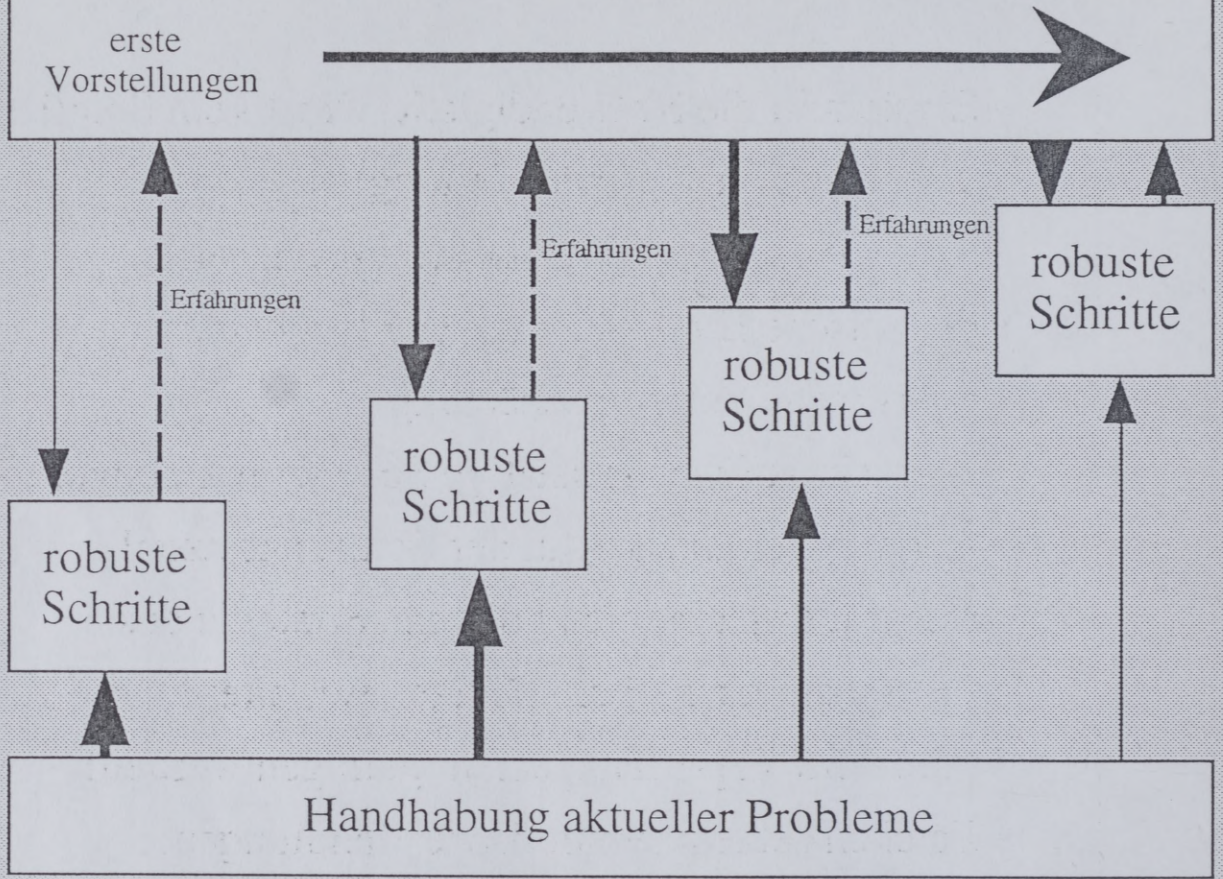 erste
Vorstellungen
Erfahrungen
Erfahrungen
Erfahrungen
robuste
Schritte
robuste
Schritte
robuste
Schritte
robuste
Schritte
Handhabung aktueller Probleme